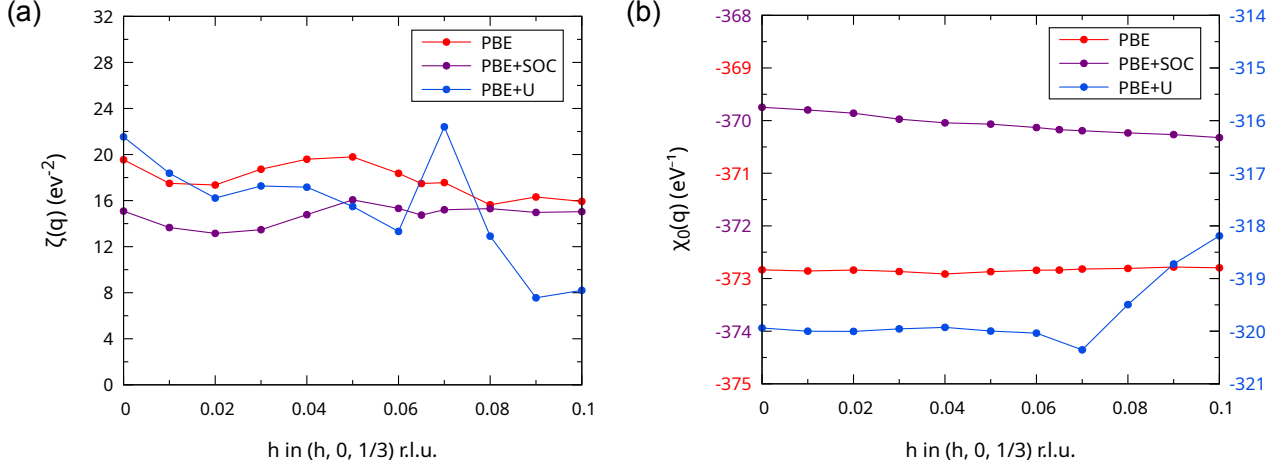 (a)
ζ(q) (ev⁻²)
32
28
24
20
16
12
8
4
0
PBE
PBE+SOC
PBE+U
0 0.02 0.04 0.06 0.08 0.1
h in (h, 0, 1/3) r.l.u.
(b)
χ₀(q) (eV⁻¹)
-368
-369
-370
-371
-372
-373
-374
-375
PBE
PBE+SOC
PBE+U
-314
-315
-316
-317
-318
-319
-320
-321
0 0.02 0.04 0.06 0.08 0.1
h in (h, 0, 1/3) r.l.u.